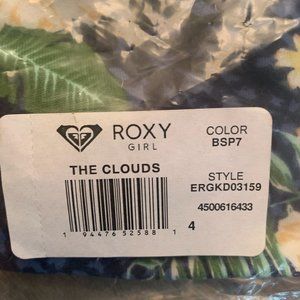 ROXY
GIRL
COLOR
BSP7
THE CLOUDS
STYLE
ERGKD03159
4500616433
1 94476 52588 1
4